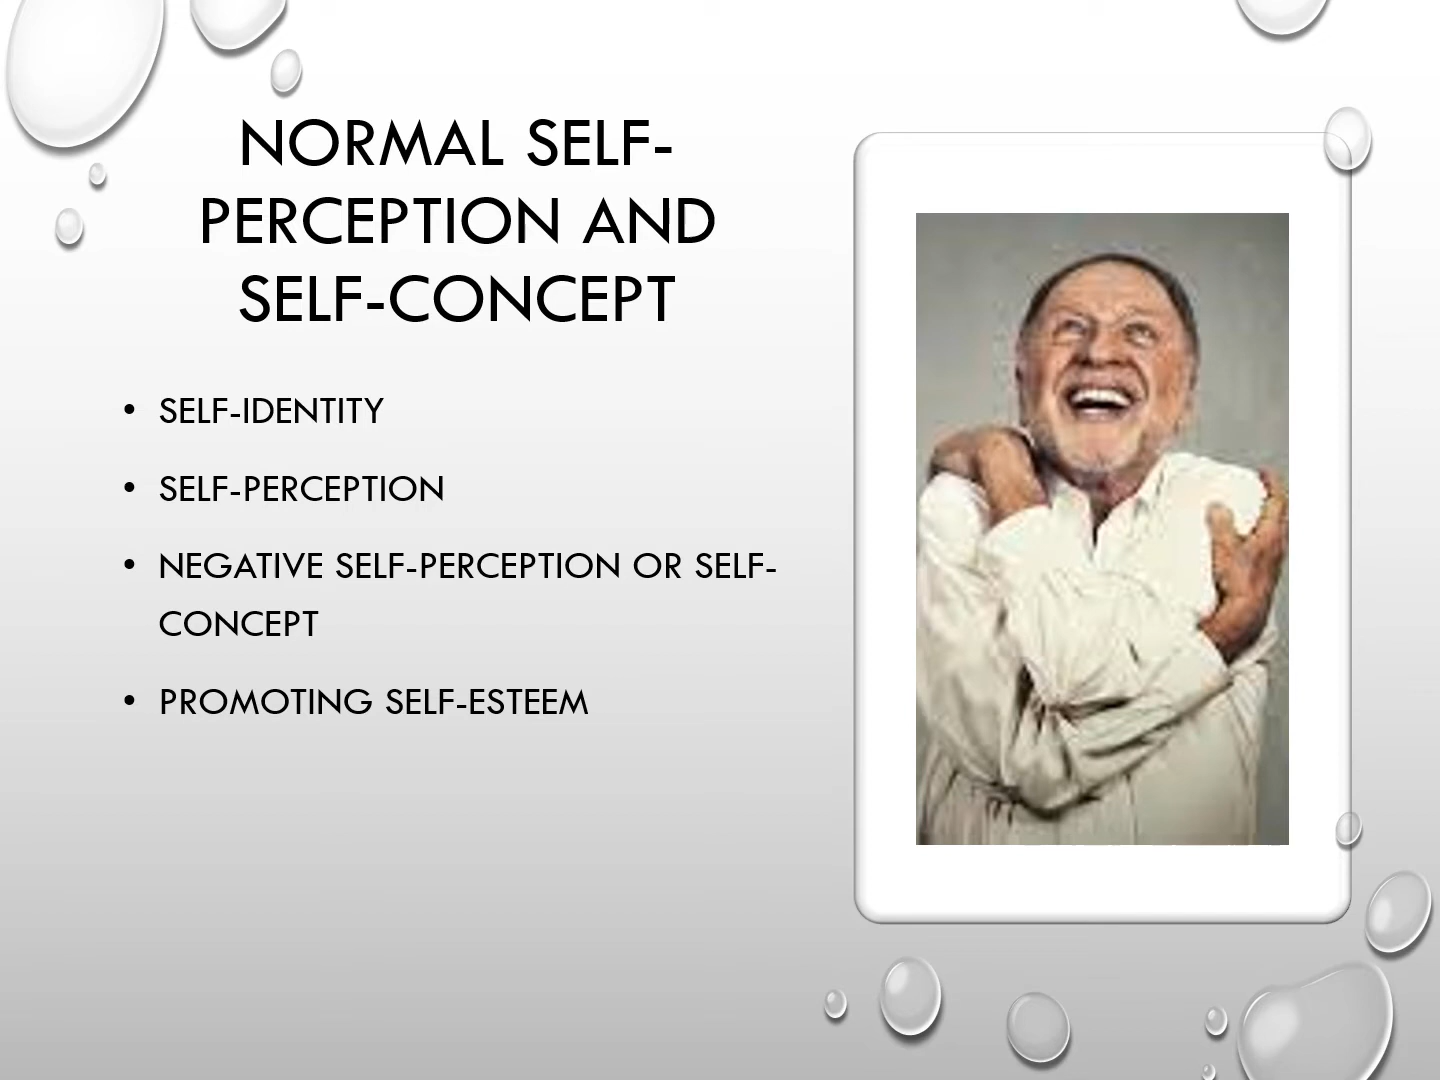 NORMAL SELF-
PERCEPTION AND
SELF-CONCEPT
• SELF-IDENTITY
• SELF-PERCEPTION
• NEGATIVE SELF-PERCEPTION OR SELF-
CONCEPT
• PROMOTING SELF-ESTEEM